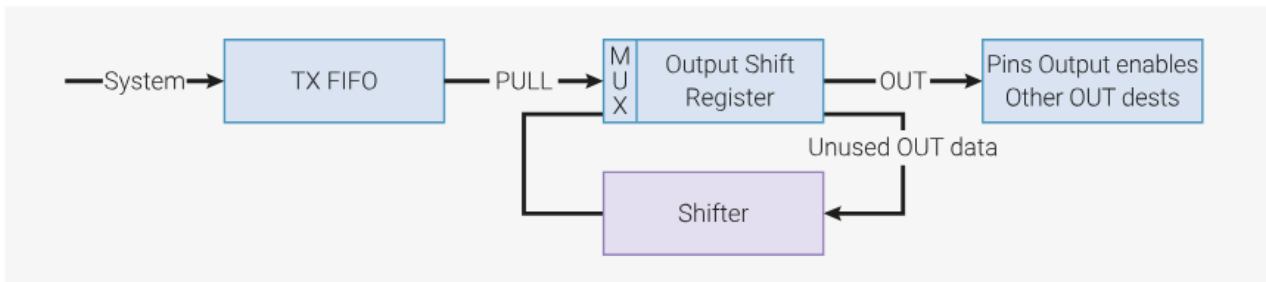 System
TX FIFO
PULL
M
U
X
Output Shift
Register
OUT
Pins Output enables
Other OUT dests
Unused OUT data
Shifter